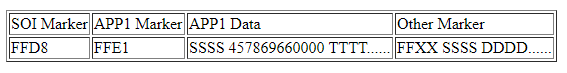 SOI Marker APP1 Marker APP1 Data Other Marker
FFD8 FFE1 SSSS 457869660000 TTTT...... FFXX SSSS DDDD......